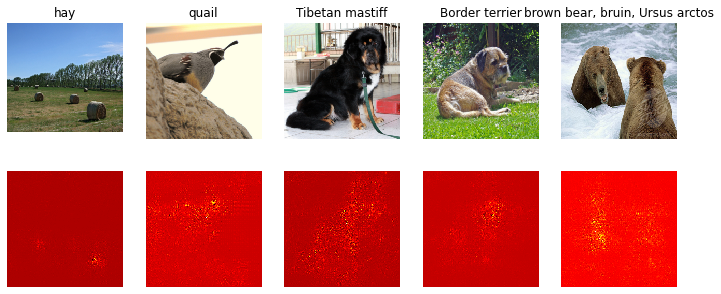 hay
quail
Tibetan mastiff
Border terrier
brown bear, bruin, Ursus arctos